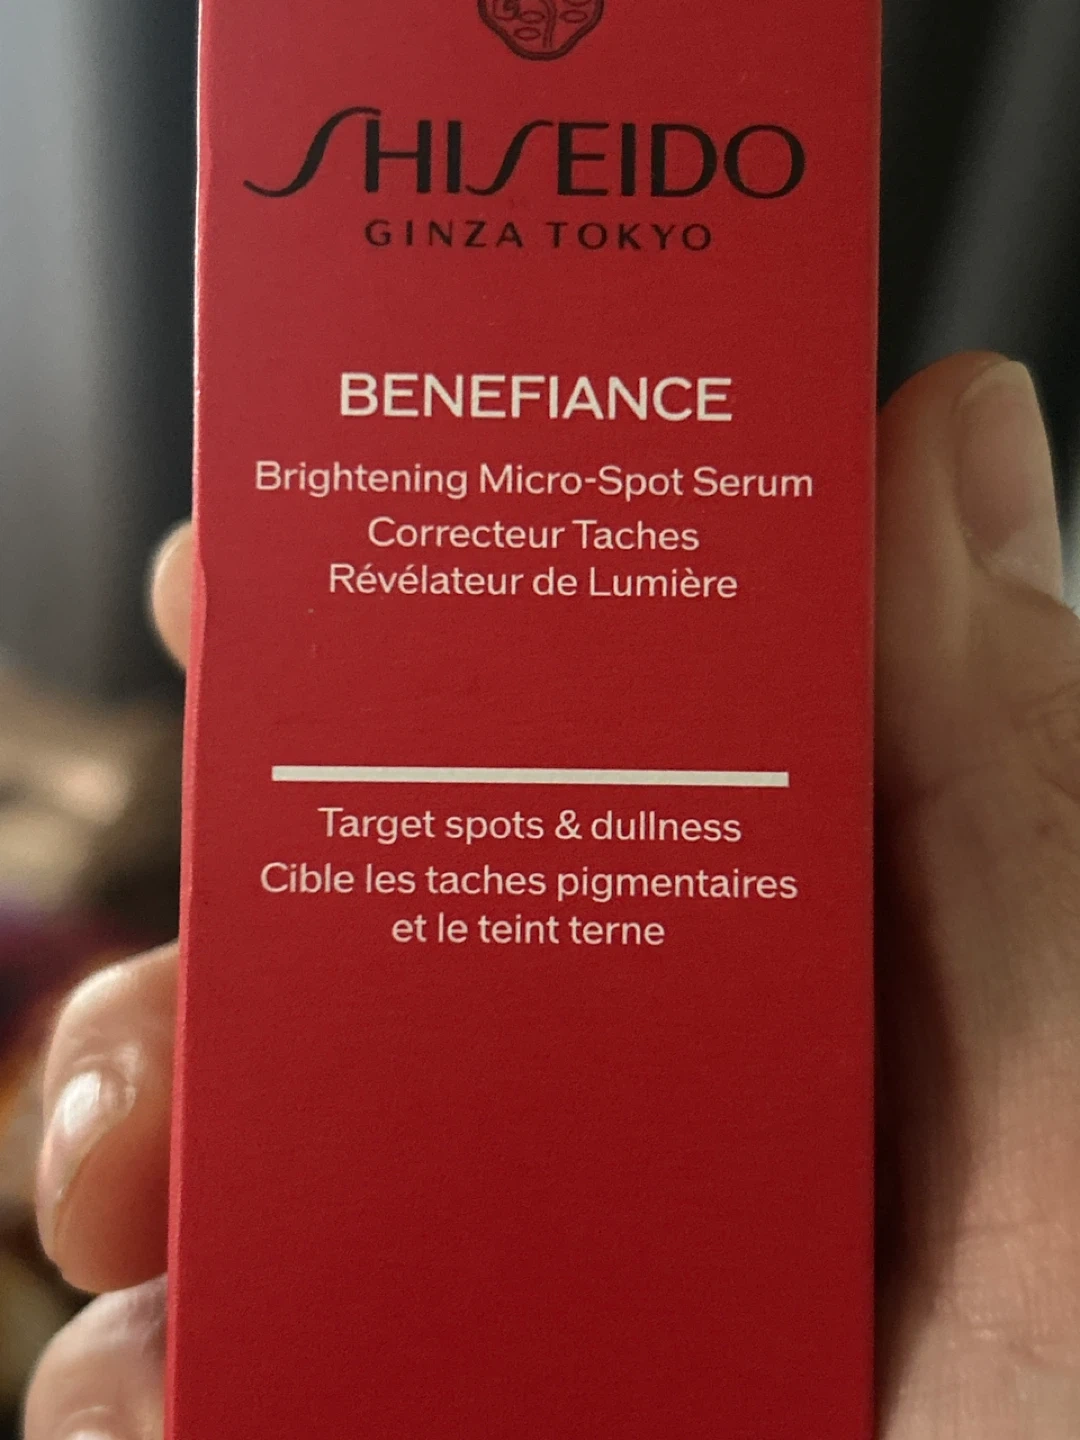 SHISEIDO
GINZA TOKYO
BENEFIANCE
Brightening Micro-Spot Serum
Correcteur Taches
Révélateur de Lumière
Target spots & dullness
Cible les taches pigmentaires
et le teint terne